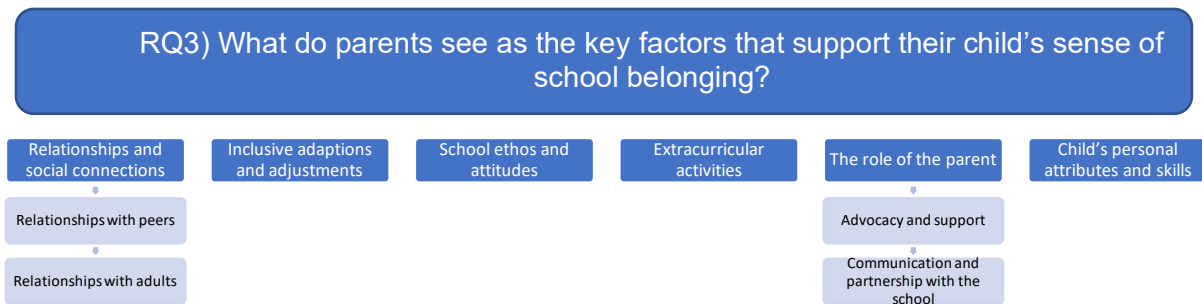 RQ3) What do parents see as the key factors that support their child’s sense of
school belonging?
Relationships and
social connections
Relationships with peers
Relationships with adults
Inclusive adaptions
and adjustments
School ethos and
attitudes
Extracurricular
activities
The role of the parent
Advocacy and support
Communication and
partnership with the
school
Child’s personal
attributes and skills